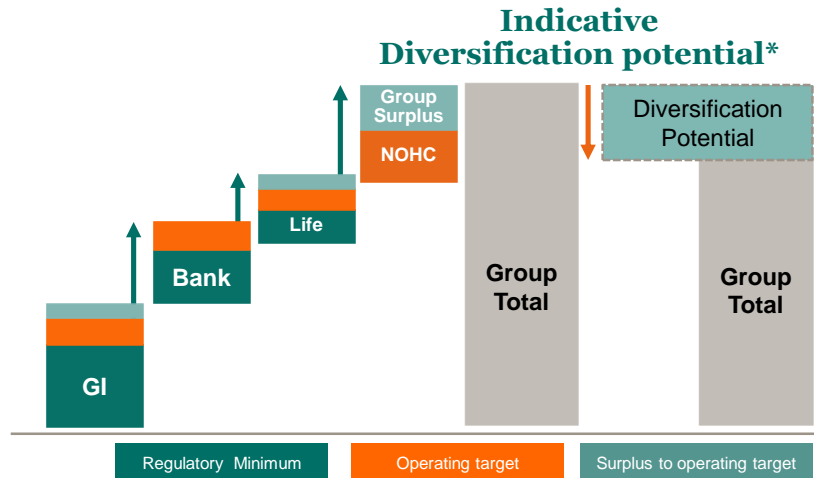 Indicative
Diversification potential*
Group
Surplus
NOHC
Diversification
Potential
Life
Bank
Group
Total
Group
Total
GI
Regulatory Minimum
Operating target
Surplus to operating target